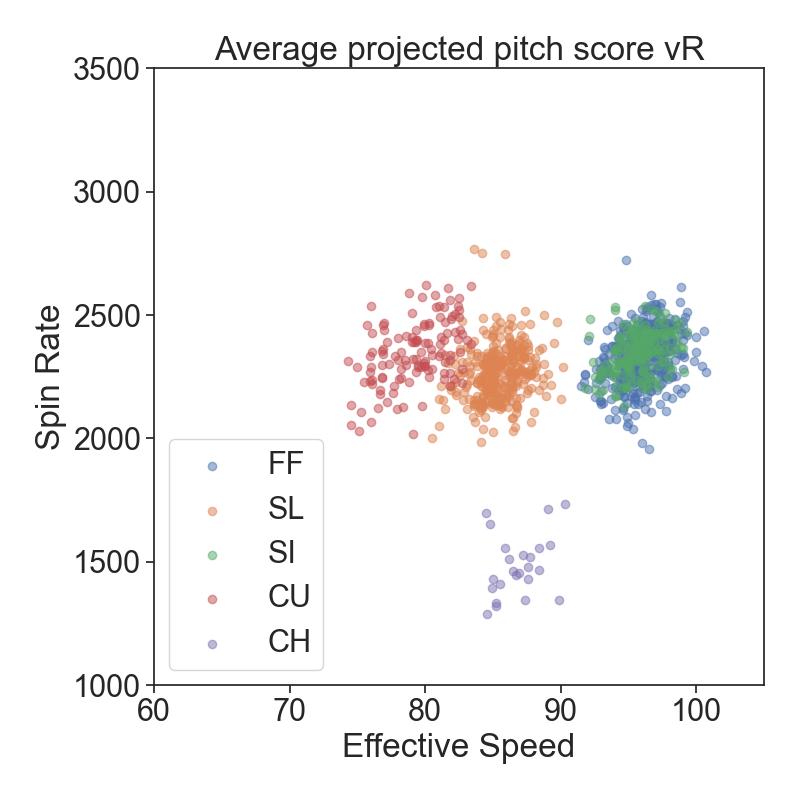 Average projected pitch score vR
3500
3000
2500
2000
1500
1000
Spin Rate
FF
SL
SI
CU
CH
60 70 80 90 100
Effective Speed